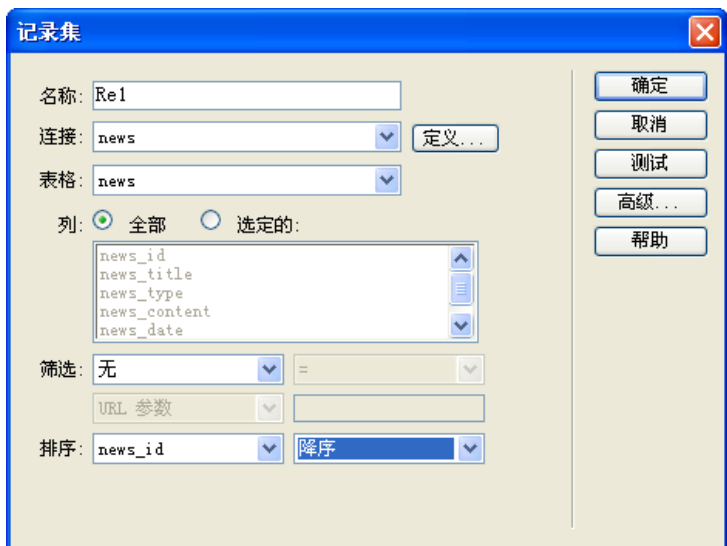 记录集
名称: Re1
确定
连接: news 定义...
取消
表格: news
测试
列: 全部 选定的:
高级...
news_id
帮助
news_title
news_type
news_content
news_date
筛选: 无 =
URL 参数
排序: news_id 降序